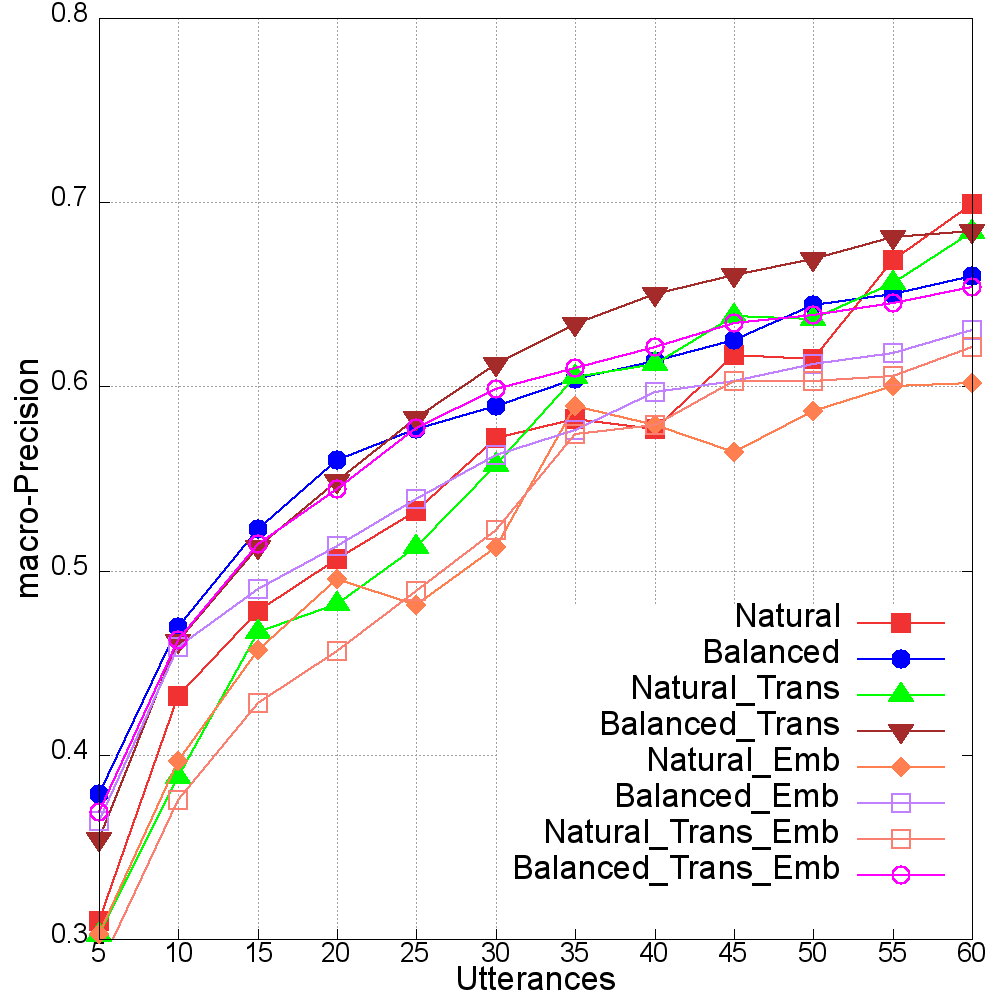 0.8
0.7
0.6
0.5
0.4
0.3
macro-Precision
Natural
Balanced
Natural_Trans
Balanced_Trans
Natural_Emb
Balanced_Emb
Natural_Trans_Emb
Balanced_Trans_Emb
5 10 15 20 25 30 35 40 45 50 55 60
Utterances